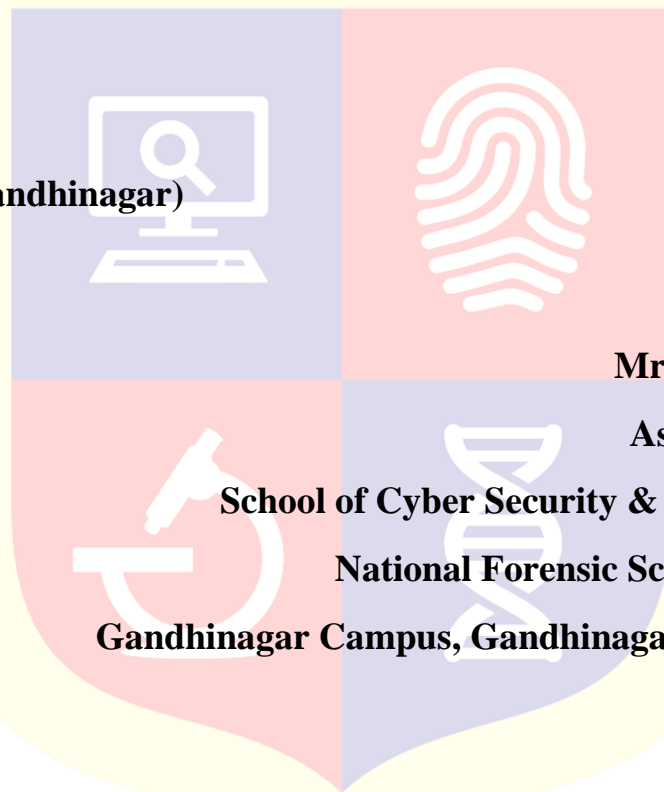 andhinagar)
Mr
As
School of Cyber Security &
National Forensic Sc
Gandhinagar Campus, Gandhinaga